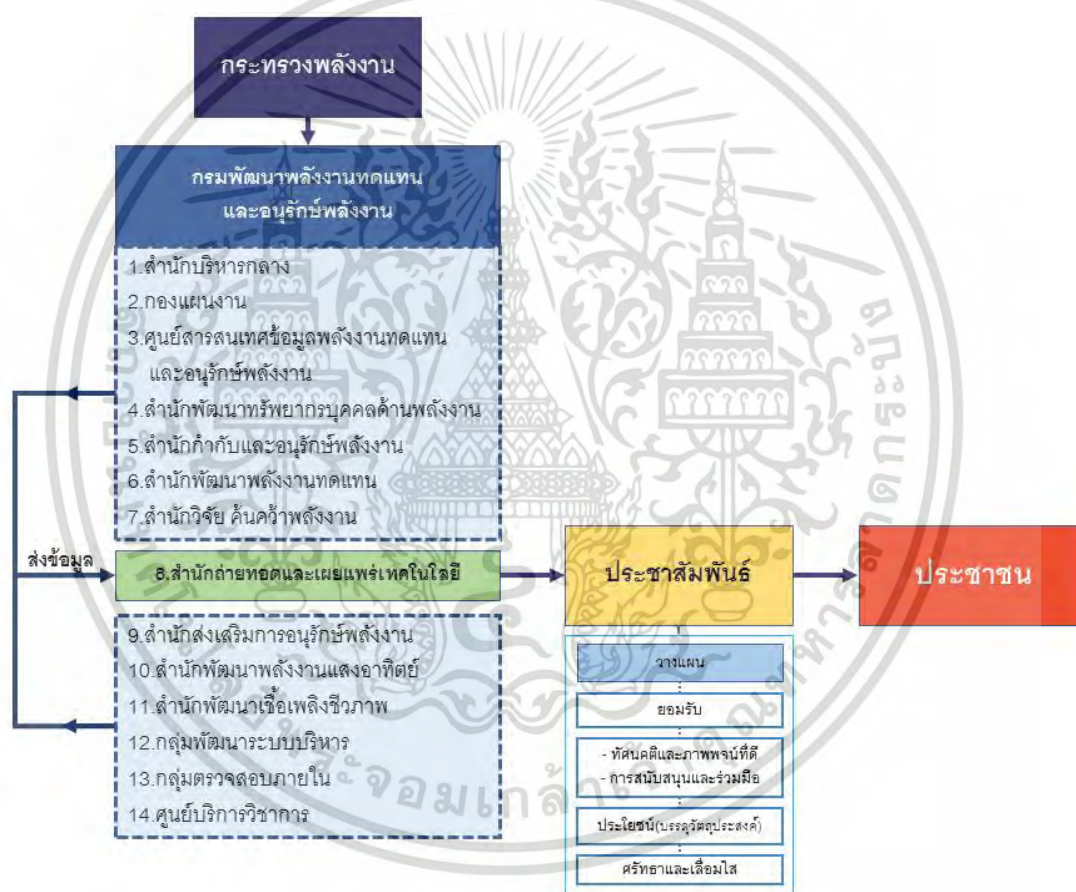 กระทรวงพลังงาน
กรมพัฒนาพลังงานทดแทน
และอนุรักษ์พลังงาน
1.สำนักบริหารกลาง
2.กองแผนงาน
3.ศูนย์สารสนเทศข้อมูลพลังงานทดแทน
และอนุรักษ์พลังงาน
4.สำนักพัฒนาทรัพยากรบุคคลด้านพลังงาน
5.สำนักกำกับและอนุรักษ์พลังงาน
6.สำนักพัฒนาพลังงานทดแทน
7.สำนักวิจัย ค้นคว้าพลังงาน
ส่งข้อมูล
8.สำนักถ่ายทอดและเผยแพร่เทคโนโลยี
ประชาสัมพันธ์
ประชาชน
9.สำนักส่งเสริมการอนุรักษ์พลังงาน
10.สำนักพัฒนาพลังงานแสงอาทิตย์
11.สำนักพัฒนาเชื้อเพลิงชีวภาพ
12.กลุ่มพัฒนาระบบบริหาร
13.กลุ่มตรวจสอบภายใน
14.ศูนย์บริการวิชาการ
วางแผน
ยอมรับ
- ทัศนคติและภาพพจน์ที่ดี
- การสนับสนุนและร่วมมือ
ประโยชน์(บรรลุวัตถุประสงค์)
ศรัทธาและเลื่อมใส